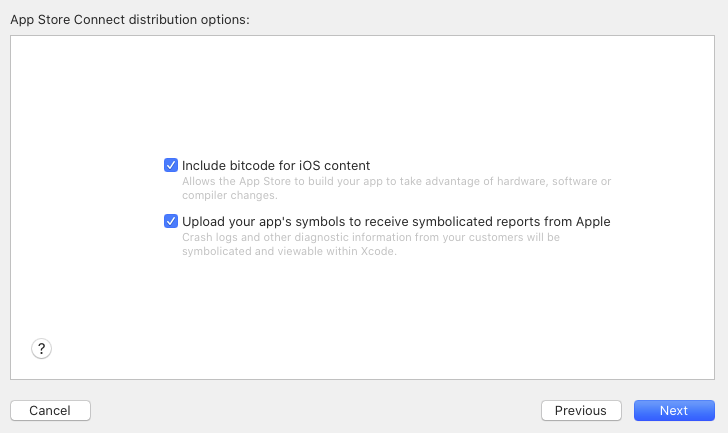 App Store Connect distribution options:
Include bitcode for iOS content
Allows the App Store to build your app to take advantage of hardware, software or
compiler changes.
Upload your app's symbols to receive symbolicated reports from Apple
Crash logs and other diagnostic information from your customers will be
symbolicated and viewable within Xcode.
?
Cancel
Previous
Next